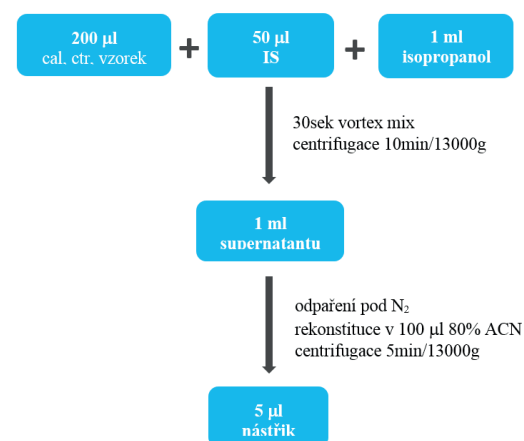 200 µl
cal. ctr. vzorek
+
50 µl
IS
+
1 ml
isopropanol
30sek vortex mix
centrifugace 10min/13000g
1 ml
supernatantu
odpaření pod N₂
rekonstituce v 100 µl 80% ACN
centrifugace 5min/13000g
5 µl
nástřik